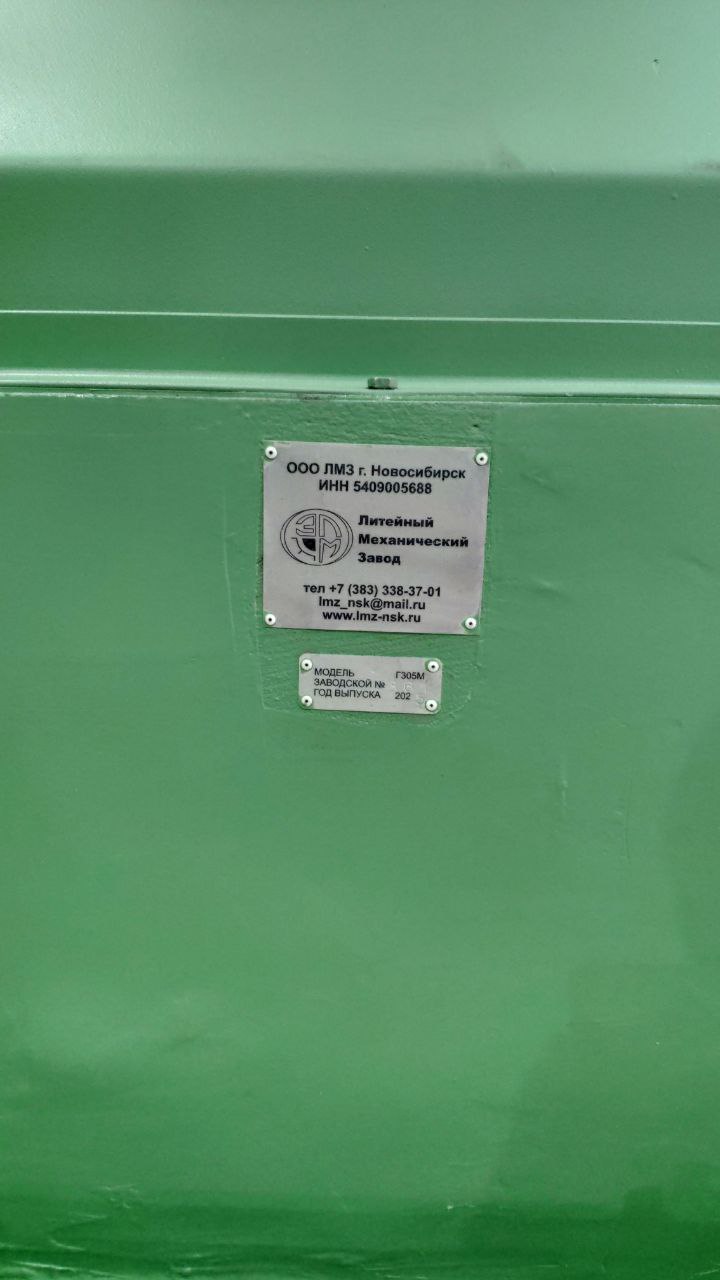 ООО ЛМЗ г. Новосибирск
ИНН 5409005688
Литейный
Механический
Завод
тел +7 (383) 338-37-01
lmz_nsk@mail.ru
www.lmz-nsk.ru
МОДЕЛЬ Г305М
ЗАВОДСКОЙ №
ГОД ВЫПУСКА 202